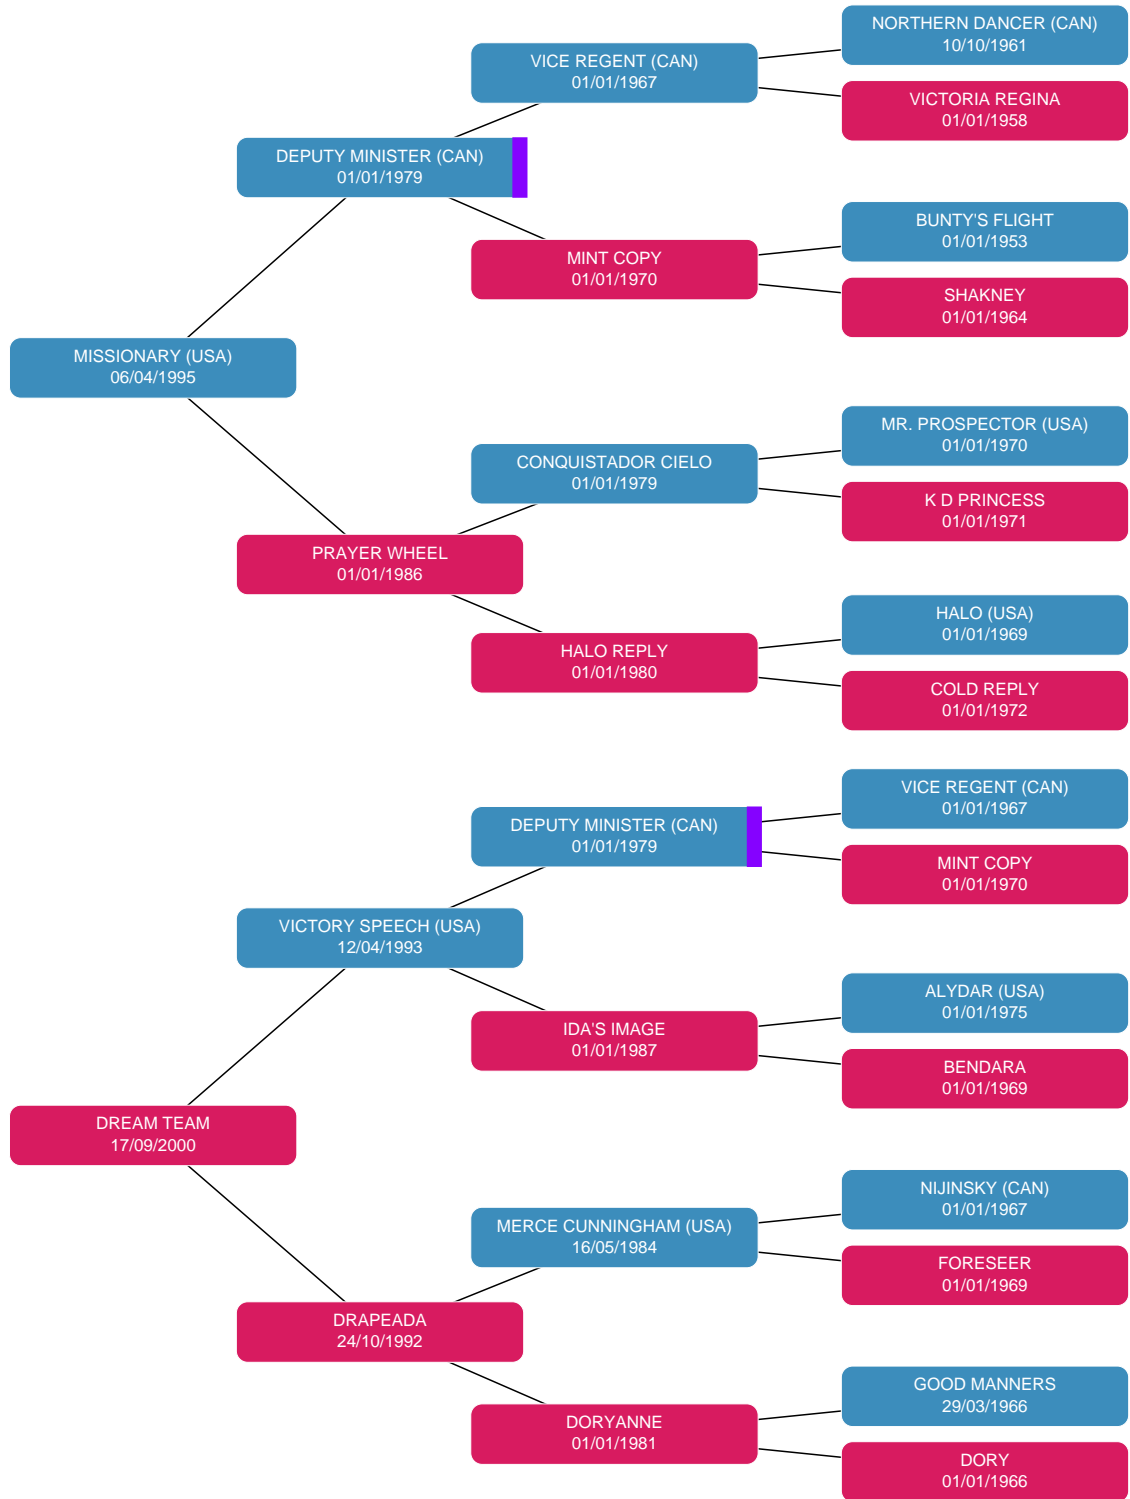 NORTHERN DANCER (CAN)
10/10/1961
VICE REGENT (CAN)
01/01/1967
VICTORIA REGINA
01/01/1958
DEPUTY MINISTER (CAN)
01/01/1979
BUNTY'S FLIGHT
01/01/1953
MINT COPY
01/01/1970
SHAKNEY
01/01/1964
MISSIONARY (USA)
06/04/1995
MR. PROSPECTOR (USA)
01/01/1970
CONQUISTADOR CIELO
01/01/1979
K D PRINCESS
01/01/1971
PRAYER WHEEL
01/01/1986
HALO (USA)
01/01/1969
HALO REPLY
01/01/1980
COLD REPLY
01/01/1972
VICE REGENT (CAN)
01/01/1967
DEPUTY MINISTER (CAN)
01/01/1979
MINT COPY
01/01/1970
VICTORY SPEECH (USA)
12/04/1993
ALYDAR (USA)
01/01/1975
IDA'S IMAGE
01/01/1987
BENDARA
01/01/1969
DREAM TEAM
17/09/2000
NIJINSKY (CAN)
01/01/1967
MERCE CUNNINGHAM (USA)
16/05/1984
FORESEER
01/01/1969
DRAPEADA
24/10/1992
GOOD MANNERS
29/03/1966
DORYANNE
01/01/1981
DORY
01/01/1966